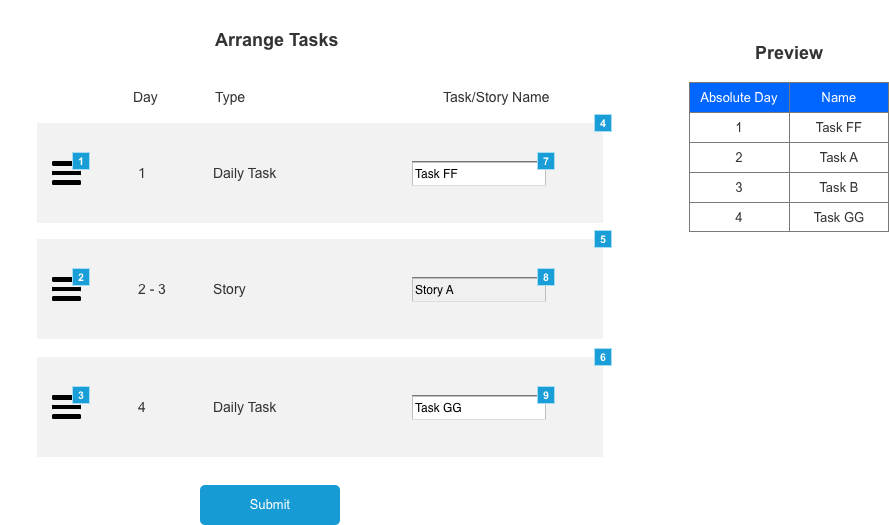 Arrange Tasks
Day Type Task/Story Name
4
1 1 Daily Task Task FF 7
5
2 2 - 3 Story Story A 8
6
3 4 Daily Task Task GG 9
Submit
Preview
Absolute Day Name
1 Task FF
2 Task A
3 Task B
4 Task GG